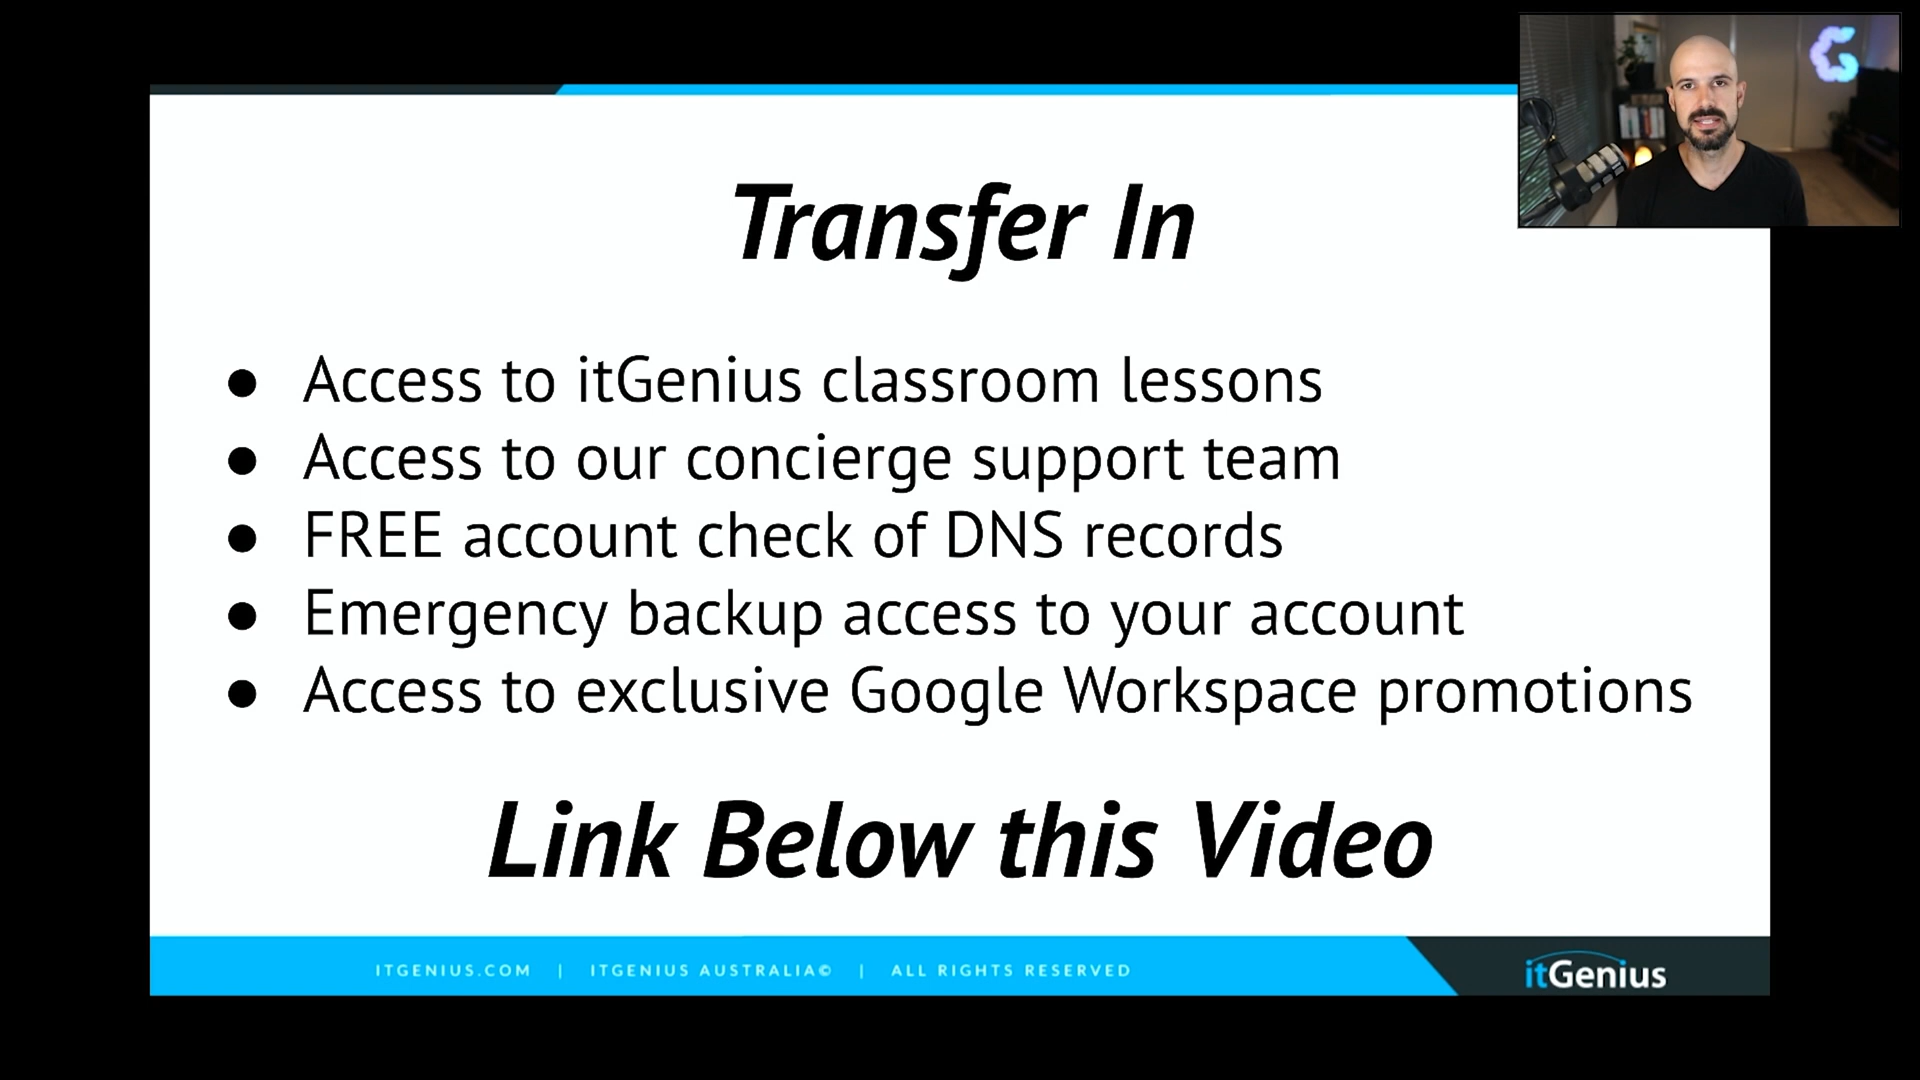 Transfer In
● Access to itGenius classroom lessons
● Access to our concierge support team
● FREE account check of DNS records
● Emergency backup access to your account
● Access to exclusive Google Workspace promotions
Link Below this Video
ITGENIUS.COM | ITGENIUS AUSTRALIA© | ALL RIGHTS RESERVED
itGenius